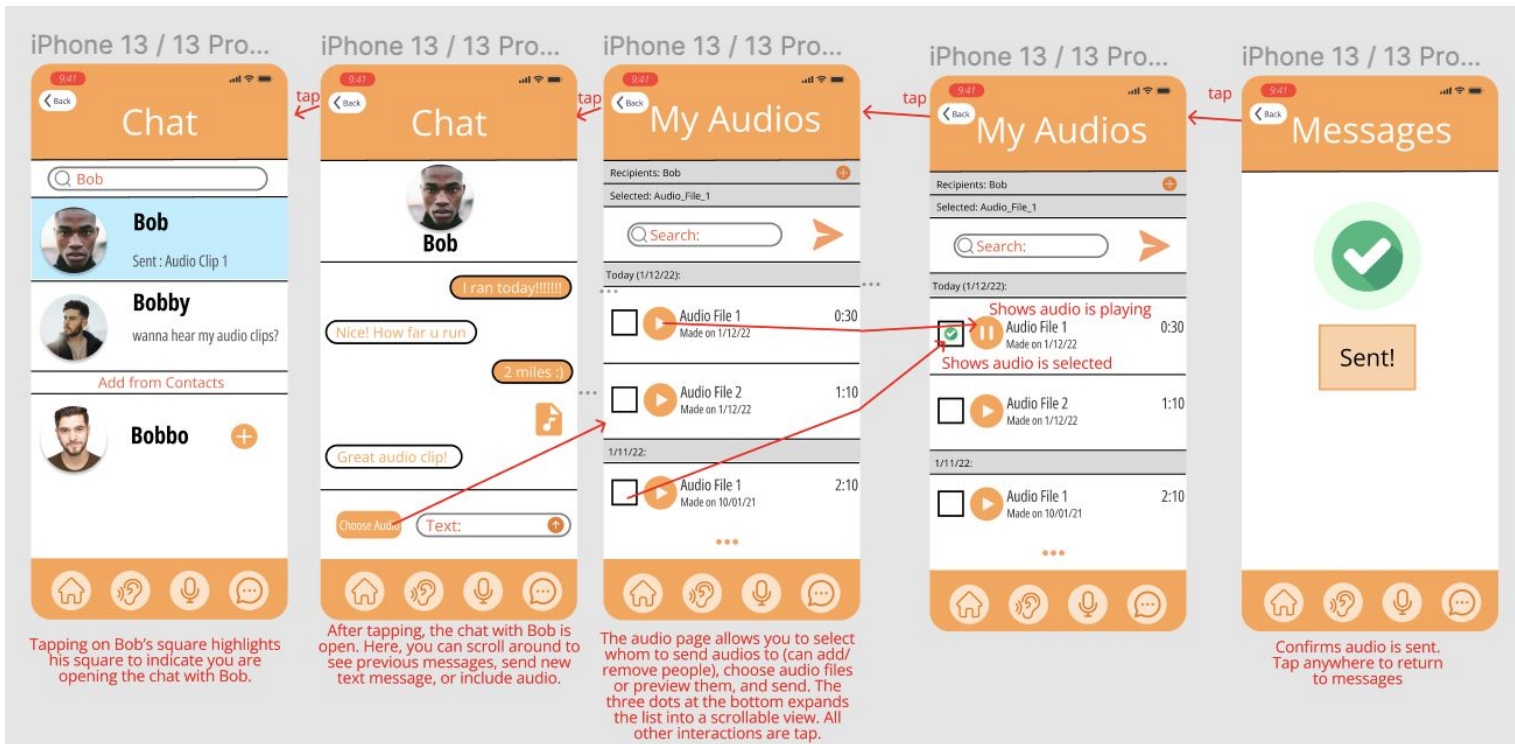 iPhone 13 / 13 Pro...
9:41
Back
Chat
Bob
Bob
Sent : Audio Clip 1
Bobby
wanna hear my audio clips?
Add from Contacts
Bobbo
Tapping on Bob's square highlights
his square to indicate you are
opening the chat with Bob.
tap
iPhone 13 / 13 Pro...
9:41
Back
Chat
Bob
I ran today!!!!!!!
Nice! How far u run
2 miles :)
Great audio clip!
Choose Audio
Text:
After tapping, the chat with Bob is
open. Here, you can scroll around to
see previous messages, send new
text message, or include audio.
tap
iPhone 13 / 13 Pro...
9:41
Back
My Audios
Recipients: Bob
Selected: Audio_File_1
Search:
Today (1/12/22):
Audio File 1 0:30
Made on 1/12/22
Audio File 2 1:10
Made on 1/12/22
1/11/22:
Audio File 1 2:10
Made on 10/01/21
The audio page allows you to select
whom to send audios to (can add/
remove people), choose audio files
or preview them, and send. The
three dots at the bottom expands
the list into a scrollable view. All
other interactions are tap.
tap
iPhone 13 / 13 Pro...
9:41
Back
My Audios
Recipients: Bob
Selected: Audio_File_1
Search:
Today (1/12/22):
Shows audio is playing
Audio File 1 0:30
Made on 1/12/22
Shows audio is selected
Audio File 2 1:10
Made on 1/12/22
1/11/22:
Audio File 1 2:10
Made on 10/01/21
tap
iPhone 13 / 13 Pro...
9:41
Back
Messages
Sent!
Confirms audio is sent.
Tap anywhere to return
to messages